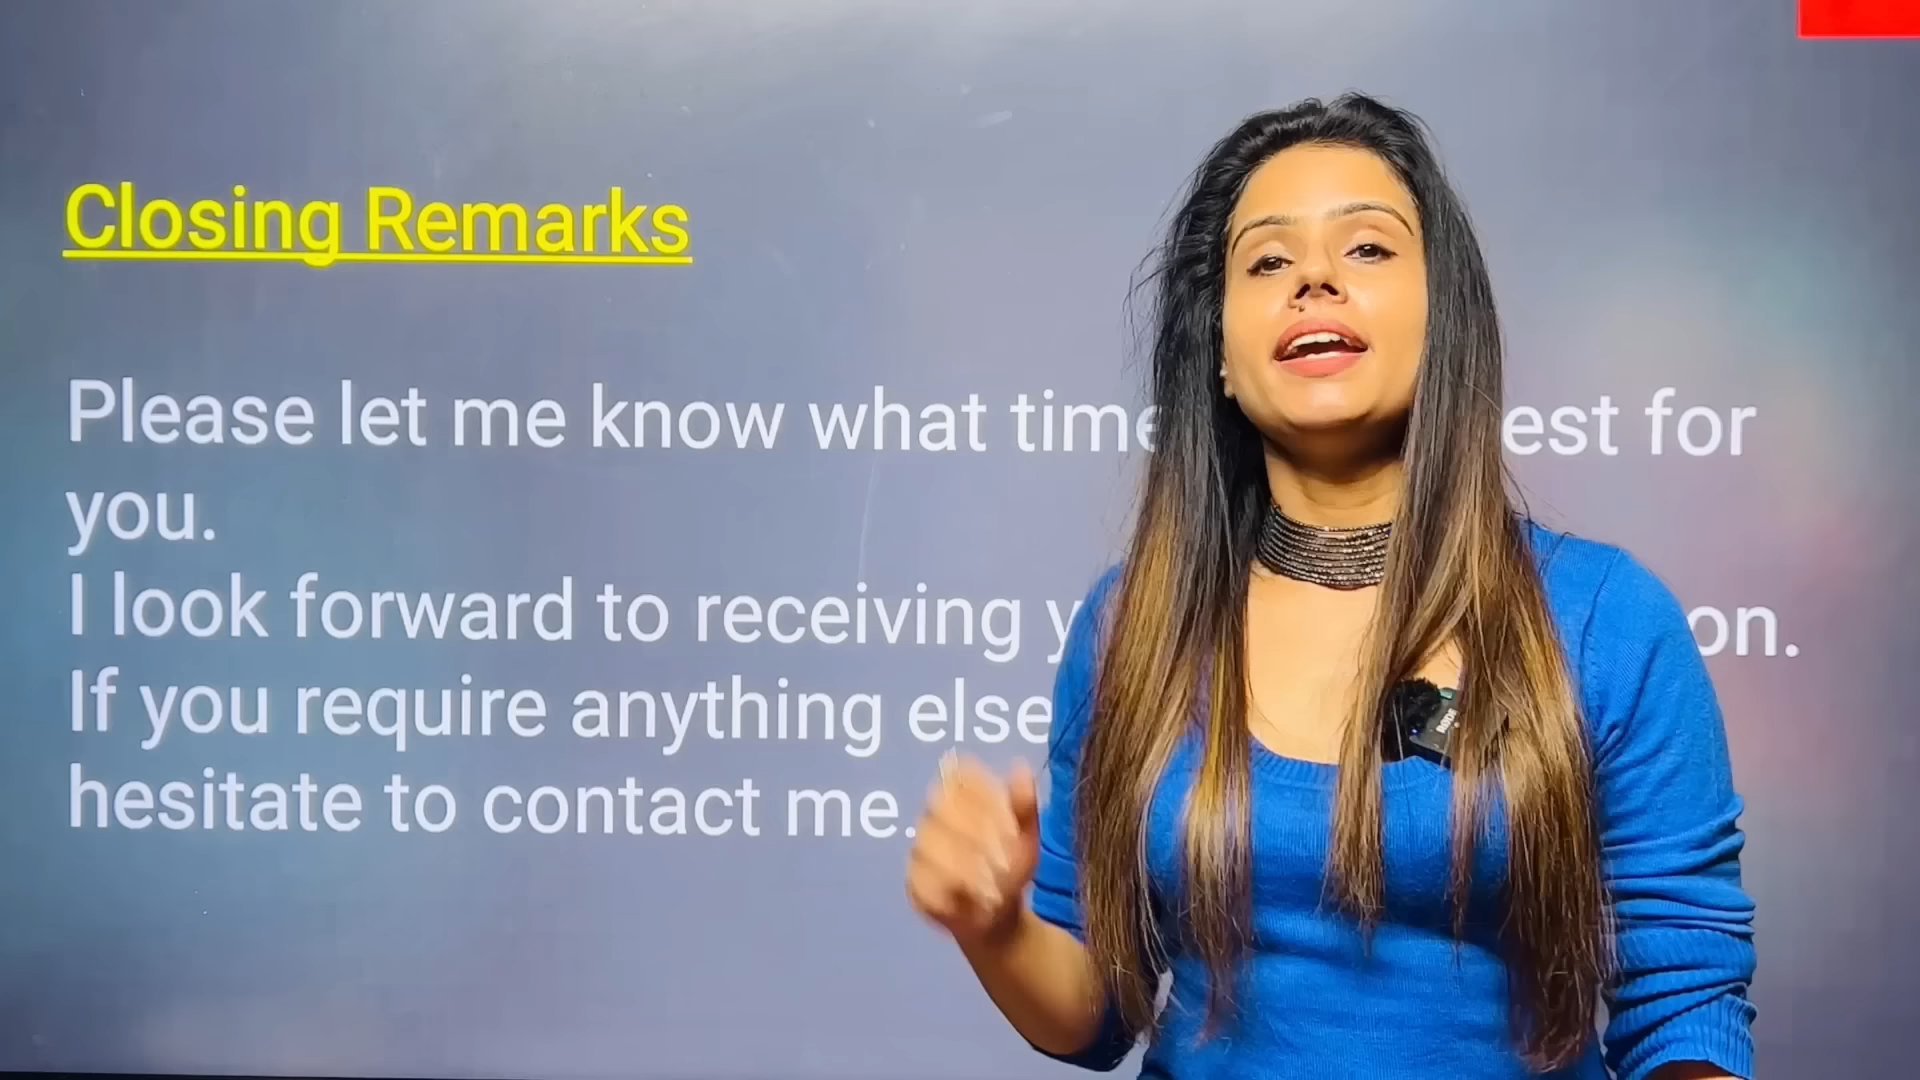 Closing Remarks
Please let me know what time est for
you.
I look forward to receiving on.
If you require anything else
hesitate to contact me.